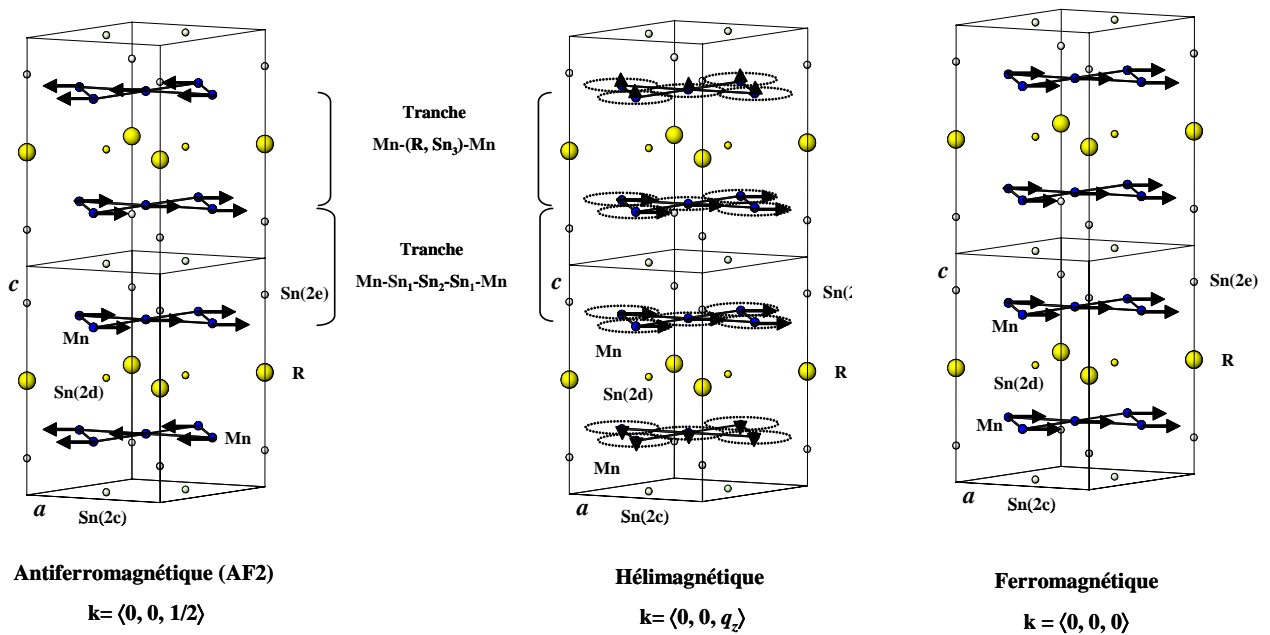 Tranche
Mn-(R, Sn3)-Mn
Tranche
Mn-Sn1-Sn2-Sn1-Mn
c
Sn(2e)
Mn
R
Sn(2d)
Mn
a
Sn(2c)
Antiferromagnétique (AF2)
k= ⟨0, 0, 1/2⟩
c
Sn(2
Mn
R
Sn(2d)
Mn
a
Sn(2c)
Hélimagnétique
k= ⟨0, 0, qz⟩
c
Sn(2e)
Mn
R
Sn(2d)
Mn
a
Sn(2c)
Ferromagnétique
k = ⟨0, 0, 0⟩